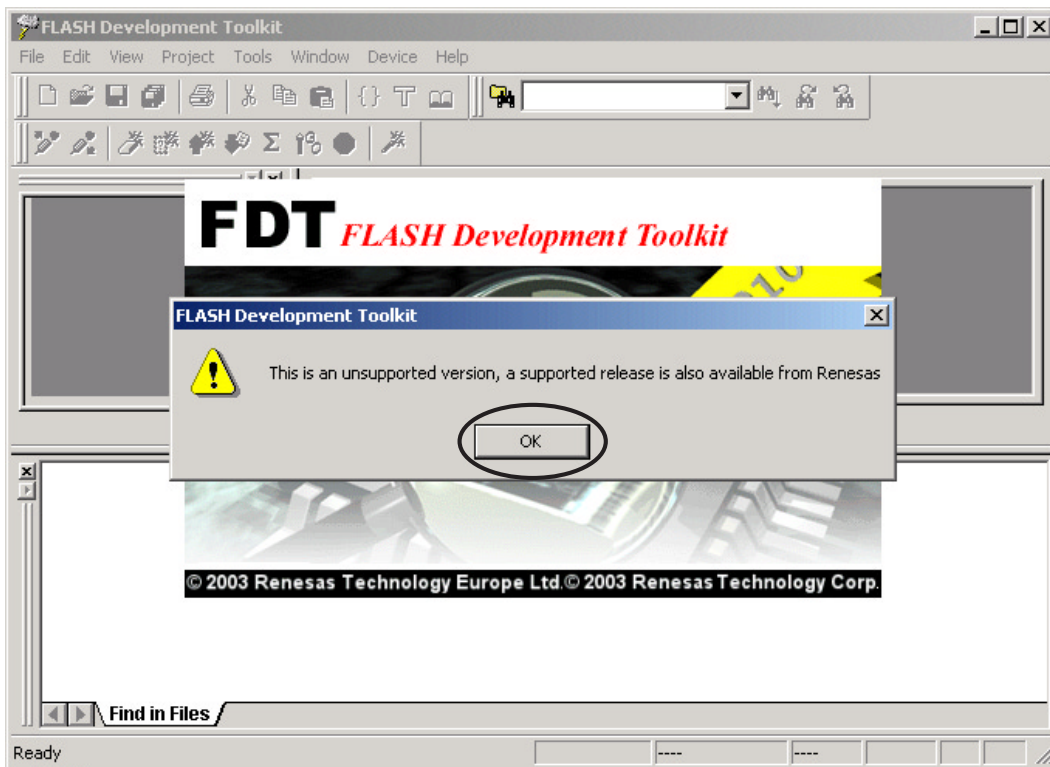 FLASH Development Toolkit
File Edit View Project Tools Window Device Help
FDT FLASH Development Toolkit
FLASH Development Toolkit
This is an unsupported version, a supported release is also available from Renesas
OK
© 2003 Renesas Technology Europe Ltd.© 2003 Renesas Technology Corp.
Find in Files
Ready ---- ----